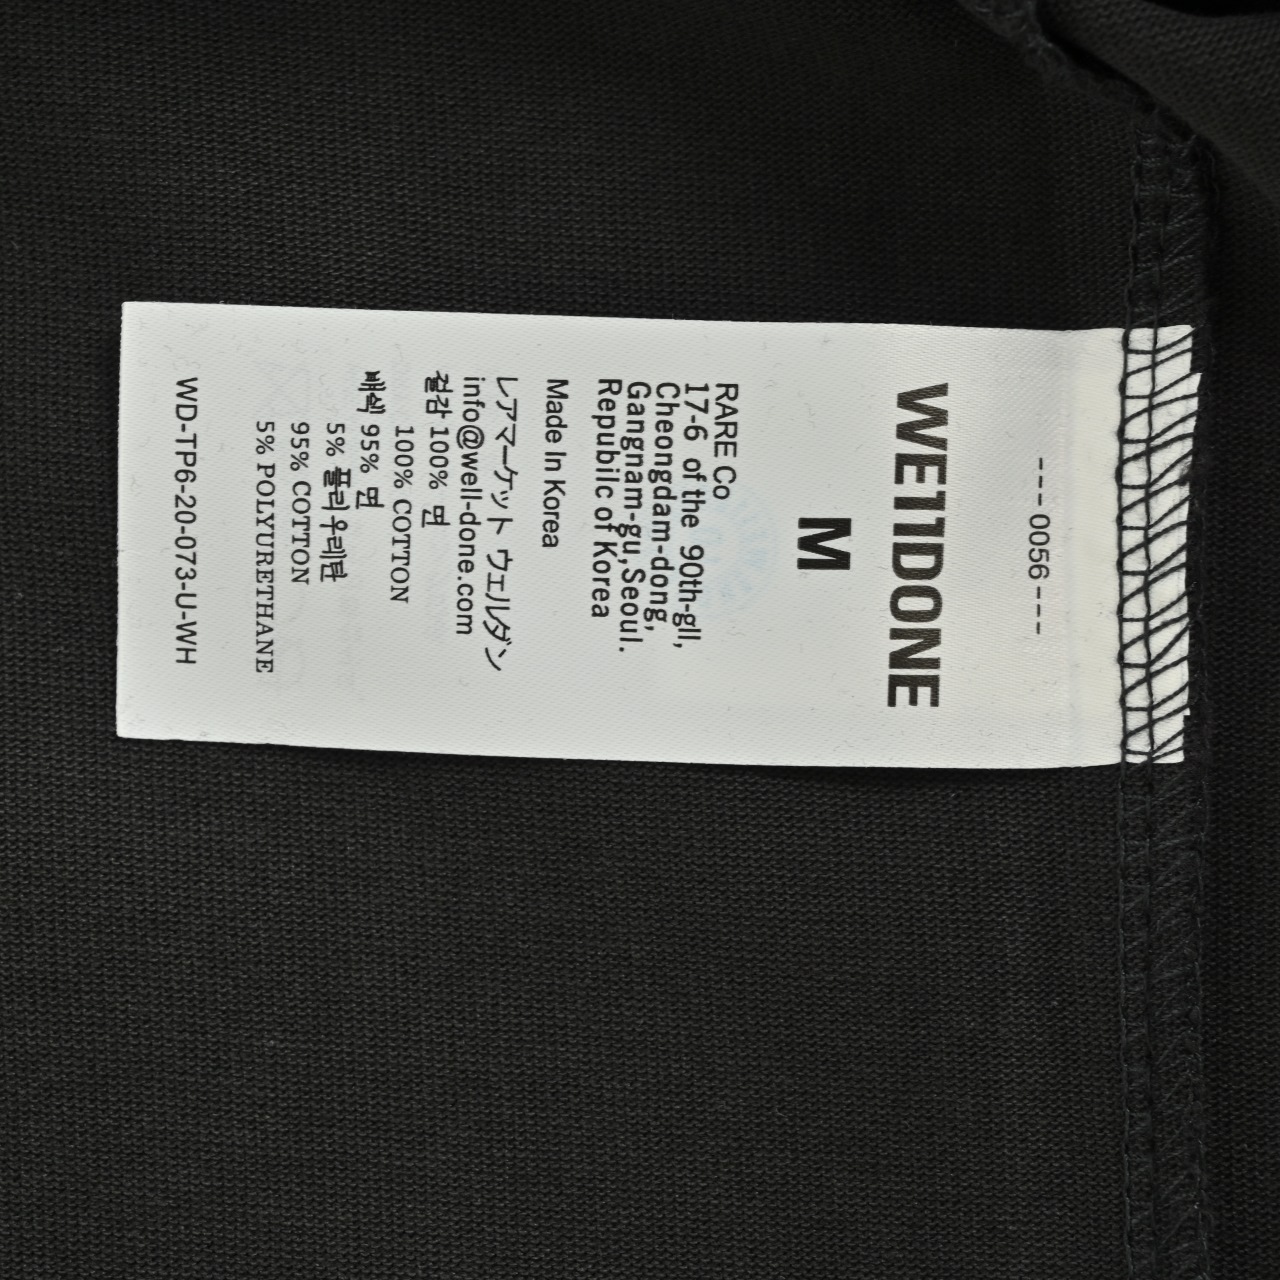 ---0056---
WE11DONE
M
RARE Co
17-6 of the 90th-gll,
Cheongdam-dong,
Gangnam-gu,Seoul.
Republic of Korea
Made In Korea
レアマーケット ウェルダン
info@well-done.com
겉감 100% 면
100% COTTON
배색 95% 면
5% 폴리우레탄
95% COTTON
5% POLYURETHANE
WD-TP6-20-073-U-WH